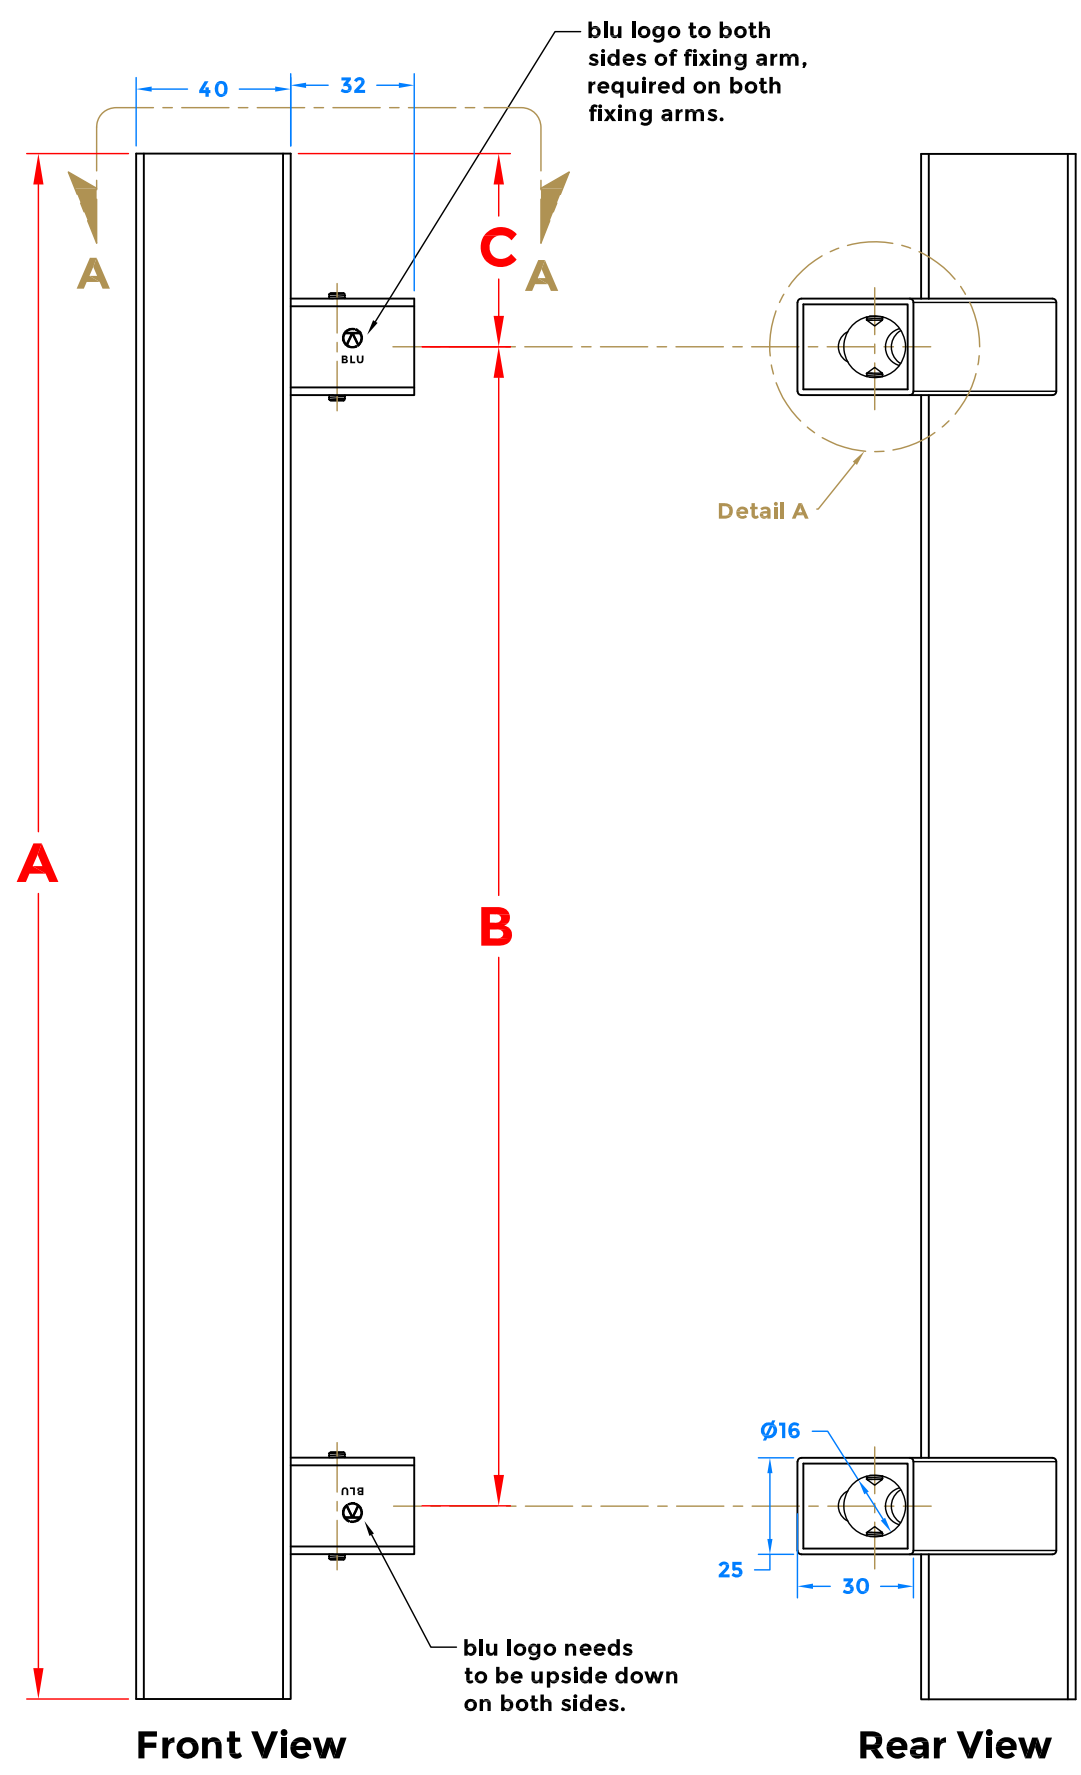 blu logo to both
sides of fixing arm,
required on both
fixing arms.
40
32
A
A
C
BLU
Detail A
A
B
Ø16
BLU
25
30
blu logo needs
to be upside down
on both sides.
Front View
Rear View